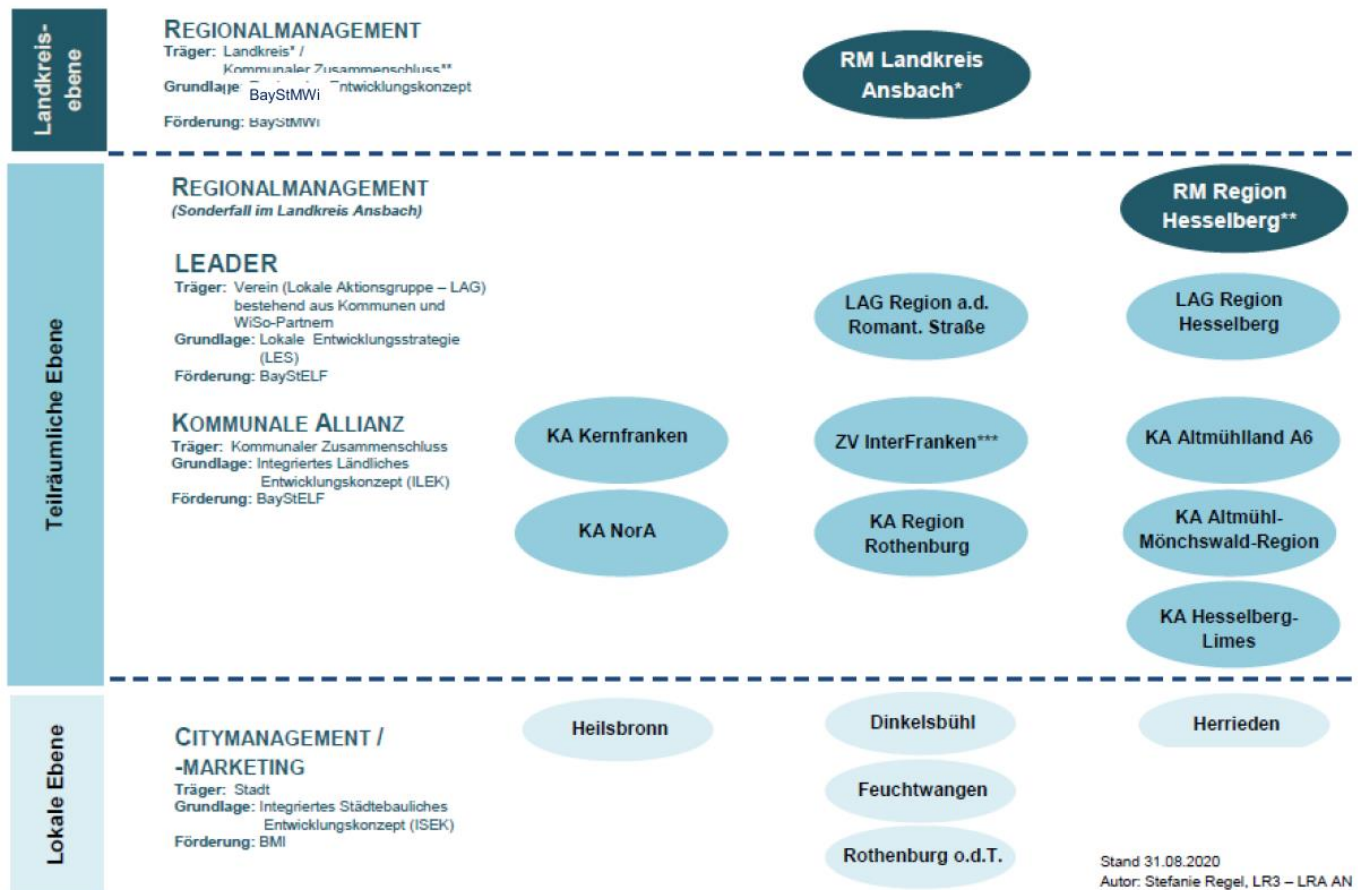 Landkreis-
ebene
REGIONALMANAGEMENT
Träger: Landkreis* /
Kommunaler Zusammenschluss**
Grundlage: Entwicklungskonzept
BayStMWi
Förderung: BayStMWi
RM Landkreis
Ansbach*
Teilräumliche Ebene
REGIONALMANAGEMENT
(Sonderfall im Landkreis Ansbach)
RM Region
Hesselberg**
LEADER
Träger: Verein (Lokale Aktionsgruppe – LAG)
bestehend aus Kommunen und
WiSo-Partnern
Grundlage: Lokale Entwicklungsstrategie
(LES)
Förderung: BayStELF
LAG Region a.d.
Romant. Straße
LAG Region
Hesselberg
KOMMUNALE ALLIANZ
Träger: Kommunaler Zusammenschluss
Grundlage: Integriertes Ländliches
Entwicklungskonzept (ILEK)
Förderung: BayStELF
KA Kernfranken
ZV InterFranken***
KA Altmühlland A6
KA NorA
KA Region
Rothenburg
KA Altmühl-
Mönchswald-Region
KA Hesselberg-
Limes
Lokale Ebene
CITYMANAGEMENT /
-MARKETING
Träger: Stadt
Grundlage: Integriertes Städtebauliches
Entwicklungskonzept (ISEK)
Förderung: BMI
Heilsbronn
Dinkelsbühl
Herrieden
Feuchtwangen
Rothenburg o.d.T.
Stand 31.08.2020
Autor: Stefanie Regel, LR3 – LRA AN